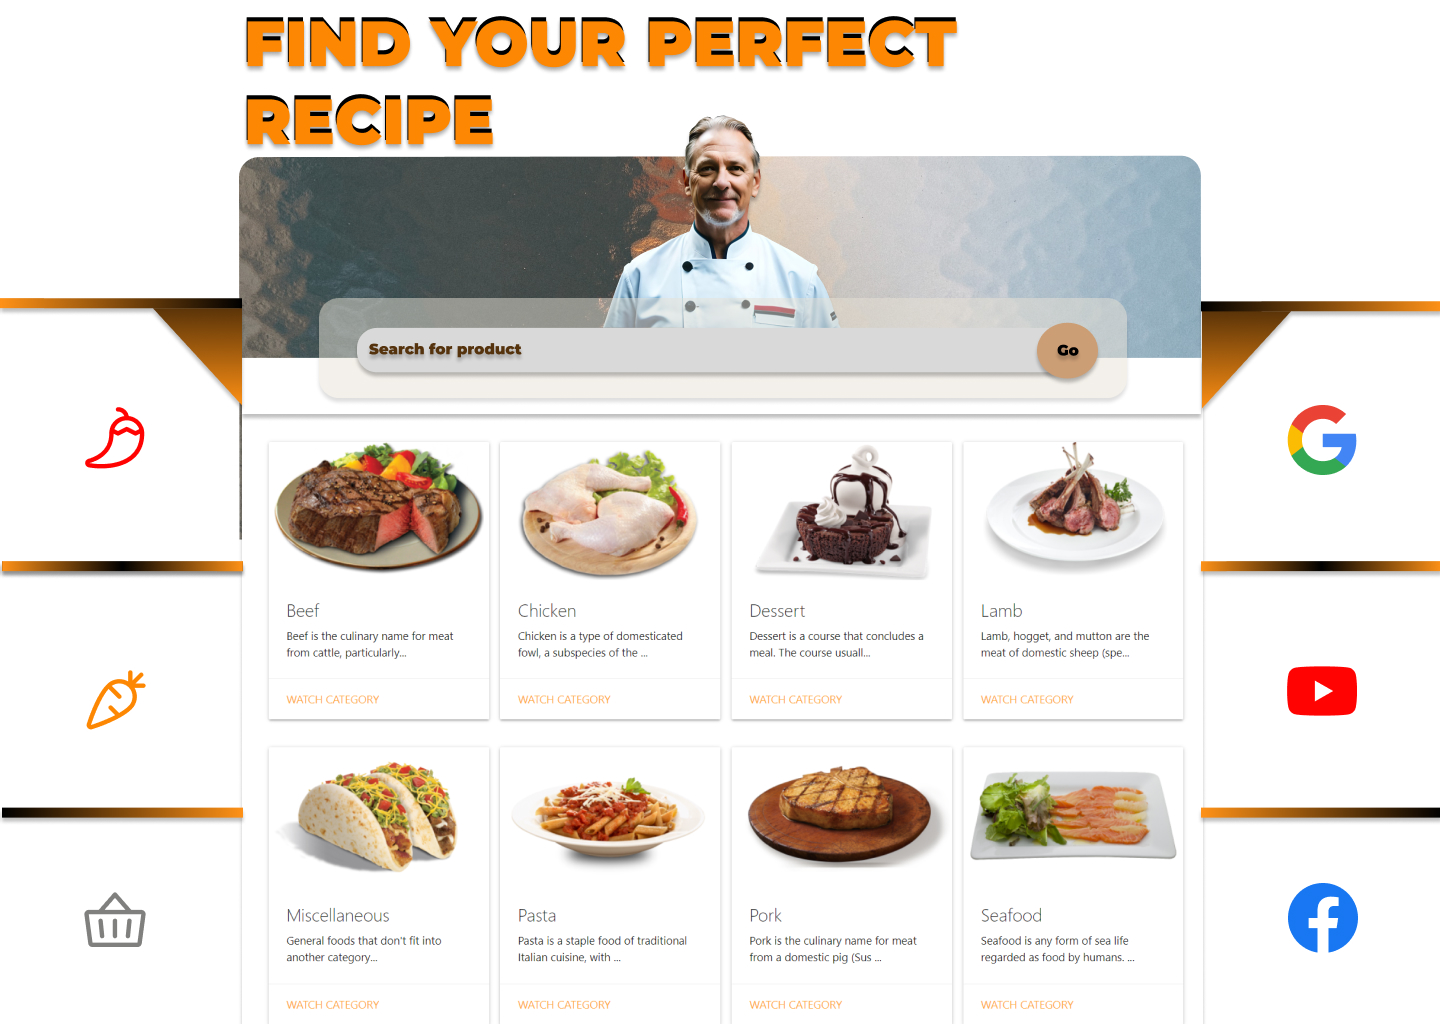 FIND YOUR PERFECT
RECIPE
Search for product
Go
Beef
Beef is the culinary name for meat
from cattle, particularly...
WATCH CATEGORY
Chicken
Chicken is a type of domesticated
fowl, a subspecies of the ...
WATCH CATEGORY
Dessert
Dessert is a course that concludes a
meal. The course usuall...
WATCH CATEGORY
Lamb
Lamb, hogget, and mutton are the
meat of domestic sheep (spe...
WATCH CATEGORY
Miscellaneous
General foods that don't fit into
another category...
WATCH CATEGORY
Pasta
Pasta is a staple food of traditional
Italian cuisine, with ...
WATCH CATEGORY
Pork
Pork is the culinary name for meat
from a domestic pig (Sus ...
WATCH CATEGORY
Seafood
Seafood is any form of sea life
regarded as food by humans. ...
WATCH CATEGORY